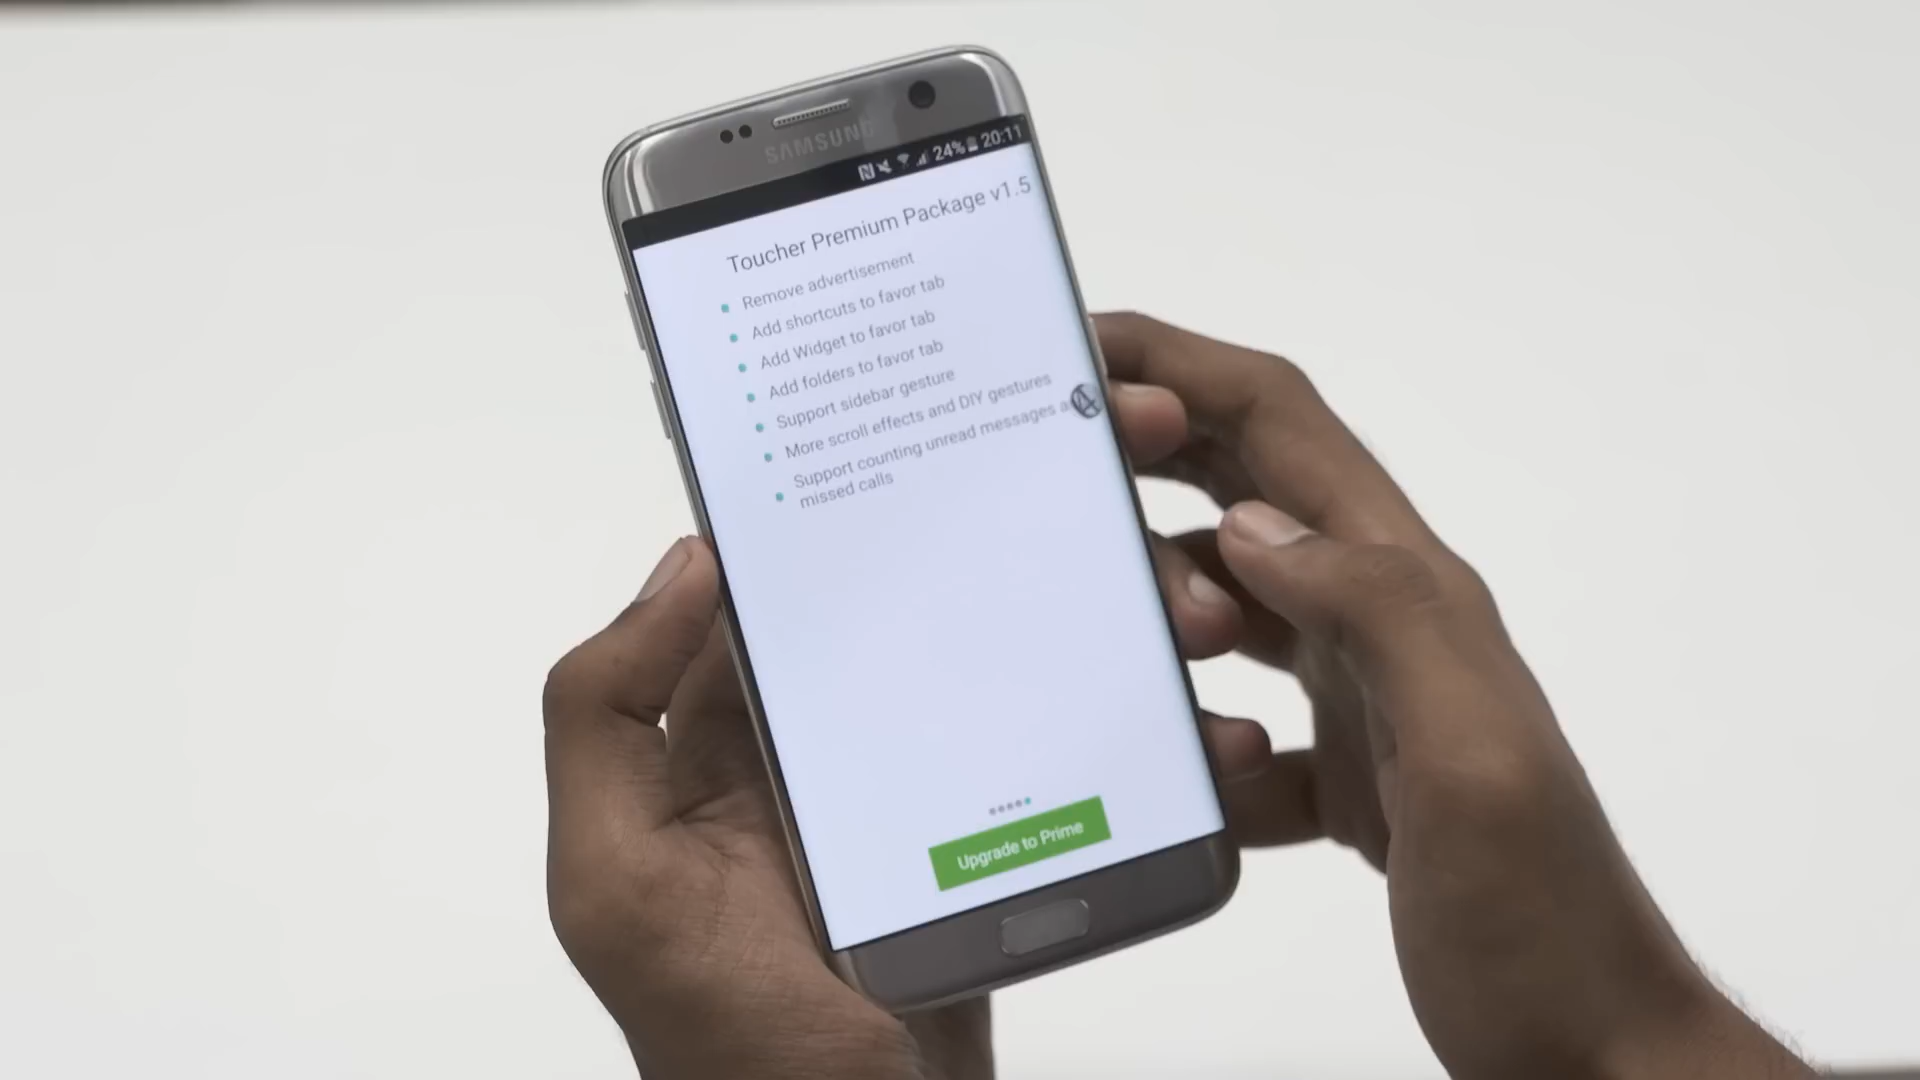 SAMSUNG
24% 20:11
Toucher Premium Package v1.5
Remove advertisement
Add shortcuts to favor tab
Add Widget to favor tab
Add folders to favor tab
Support sidebar gesture
More scroll effects and DIY gestures
Support counting unread messages
missed calls
Upgrade to Prime